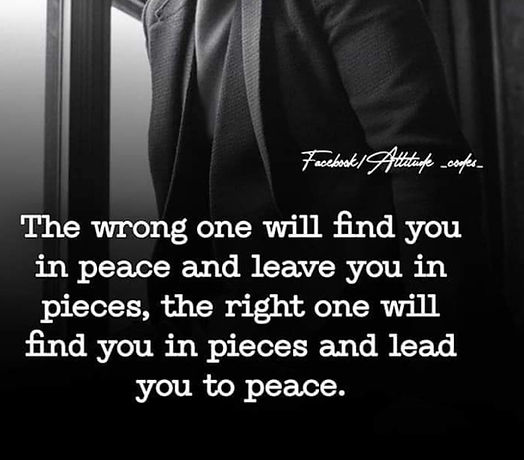 Facebook/Attitude _codes_
The wrong one will find you
in peace and leave you in
pieces, the right one will
find you in pieces and lead
you to peace.